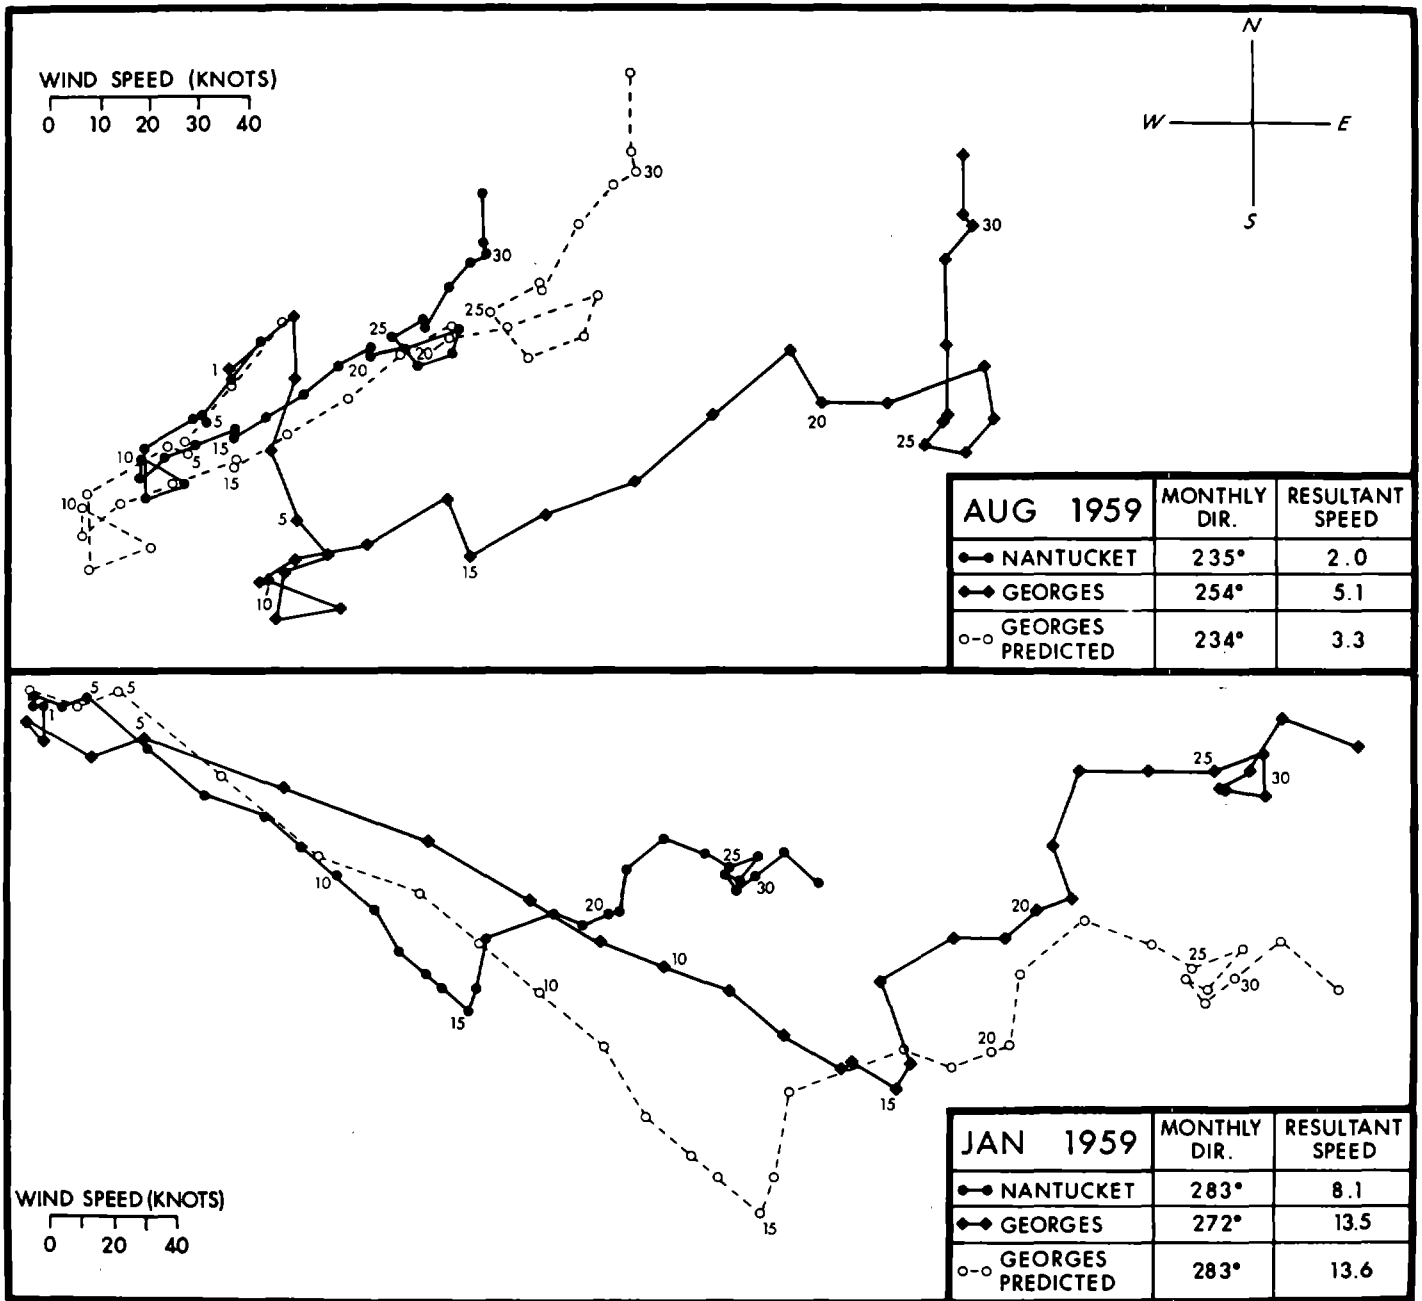 N
W E
S
WIND SPEED (KNOTS)
0 10 20 30 40
30
30
30
25
25
1
20
20
20
5
15
10
5
15
25
10
5
15
10
AUG 1959 MONTHLY DIR. RESULTANT SPEED
NANTUCKET 235° 2.0
GEORGES 254° 5.1
GEORGES PREDICTED 234° 3.3
5 5
1
5
25
30
10
25
30
20
20
10
25
30
10
15
20
15
15
WIND SPEED (KNOTS)
0 20 40
JAN 1959 MONTHLY DIR. RESULTANT SPEED
NANTUCKET 283° 8.1
GEORGES 272° 13.5
GEORGES PREDICTED 283° 13.6